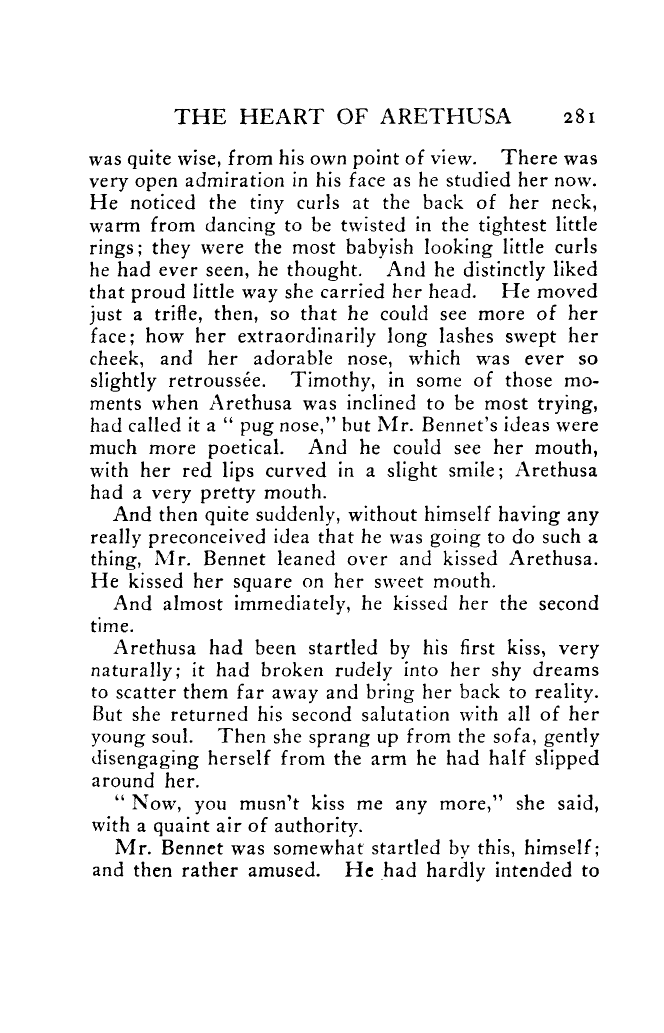 THE HEART OF ARETHUSA 281
was quite wise, from his own point of view. There was
very open admiration in his face as he studied her now.
He noticed the tiny curls at the back of her neck,
warm from dancing to be twisted in the tightest little
rings; they were the most babyish looking little curls
he had ever seen, he thought. And he distinctly liked
that proud little way she carried her head. He moved
just a trifle, then, so that he could see more of her
face; how her extraordinarily long lashes swept her
cheek, and her adorable nose, which was ever so
slightly retroussée. Timothy, in some of those mo-
ments when Arethusa was inclined to be most trying,
had called it a “ pug nose,” but Mr. Bennet's ideas were
much more poetical. And he could see her mouth,
with her red lips curved in a slight smile; Arethusa
had a very pretty mouth.
And then quite suddenly, without himself having any
really preconceived idea that he was going to do such a
thing, Mr. Bennet leaned over and kissed Arethusa.
He kissed her square on her sweet mouth.
And almost immediately, he kissed her the second
time.
Arethusa had been startled by his first kiss, very
naturally; it had broken rudely into her shy dreams
to scatter them far away and bring her back to reality.
But she returned his second salutation with all of her
young soul. Then she sprang up from the sofa, gently
disengaging herself from the arm he had half slipped
around her.
“ Now, you musn't kiss me any more,” she said,
with a quaint air of authority.
Mr. Bennet was somewhat startled by this, himself;
and then rather amused. He had hardly intended to